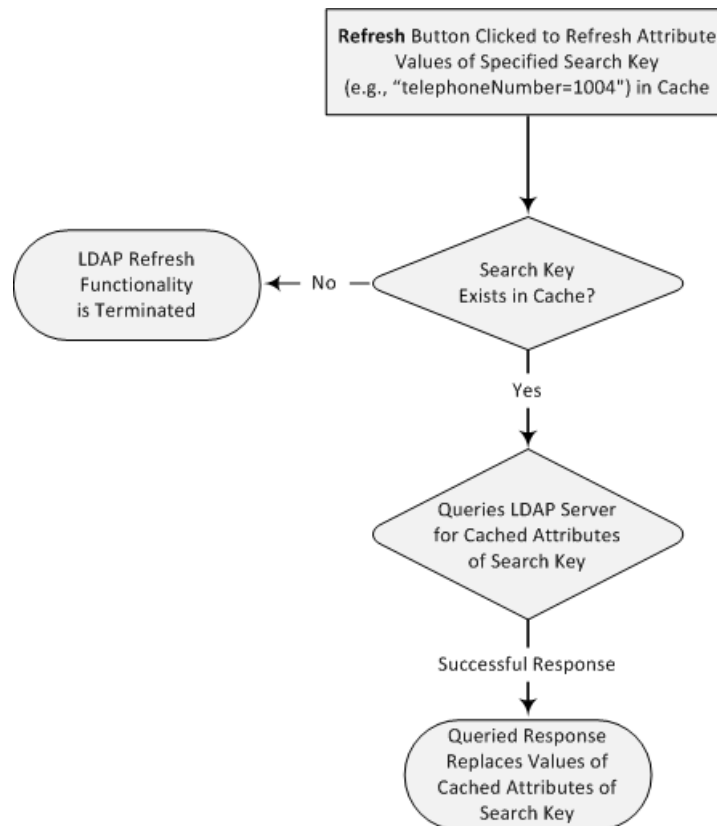 Refresh Button Clicked to Refresh Attribute
Values of Specified Search Key
(e.g., “telephoneNumber=1004") in Cache
LDAP Refresh
Functionality
is Terminated
No
Search Key
Exists in Cache?
Yes
Queries LDAP Server
for Cached Attributes
of Search Key
Successful Response
Queried Response
Replaces Values of
Cached Attributes of
Search Key